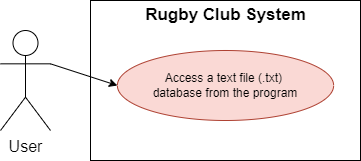 Rugby Club System
Access a text file (.txt)
database from the program
User